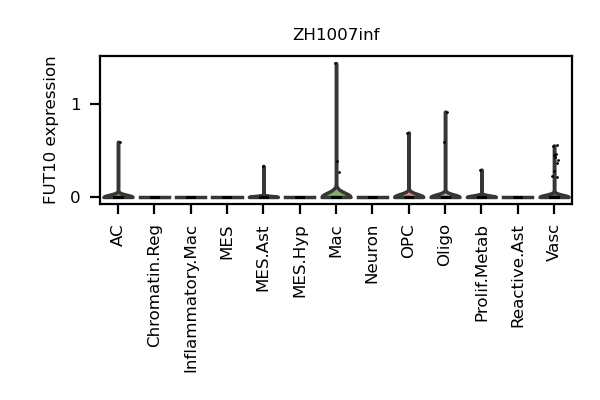 ZH1007inf
FUT10 expression
1
0
AC
Chromatin.Reg
Inflammatory.Mac
MES
MES.Ast
MES.Hyp
Mac
Neuron
OPC
Oligo
Prolif.Metab
Reactive.Ast
Vasc